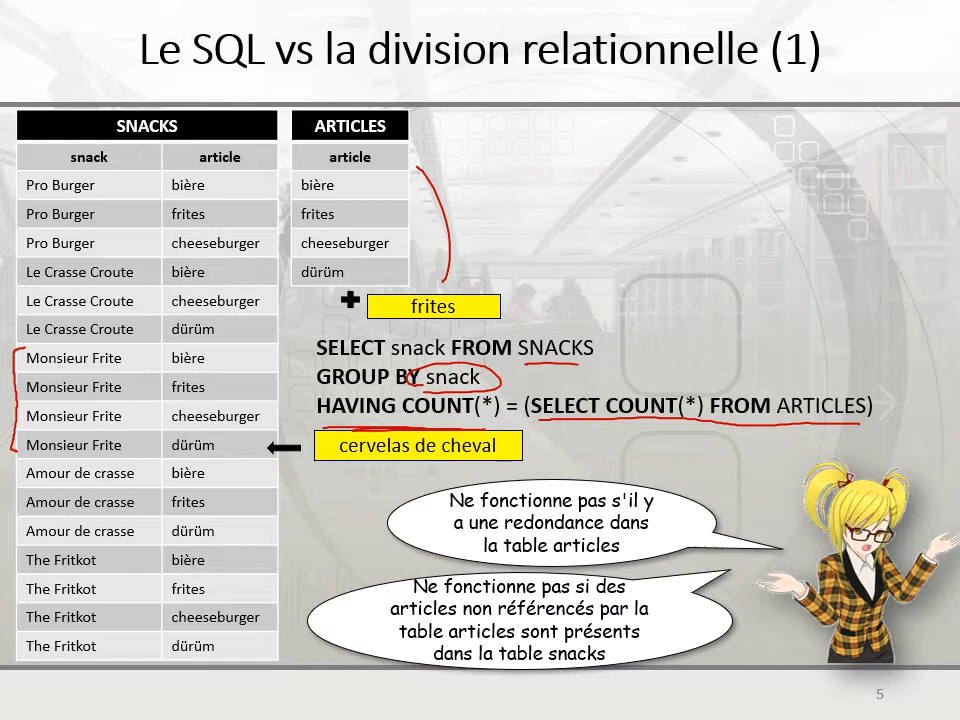 Le SQL vs la division relationnelle (1)
SNACKS
snack article
Pro Burger bière
Pro Burger frites
Pro Burger cheeseburger
Le Crasse Croute bière
Le Crasse Croute cheeseburger
Le Crasse Croute dürüm
Monsieur Frite bière
Monsieur Frite frites
Monsieur Frite cheeseburger
Monsieur Frite dürüm
Amour de crasse bière
Amour de crasse frites
Amour de crasse dürüm
The Fritkot bière
The Fritkot frites
The Fritkot cheeseburger
The Fritkot dürüm
ARTICLES
article
bière
frites
cheeseburger
dürüm
frites
SELECT snack FROM SNACKS
GROUP BY snack
HAVING COUNT(*) = (SELECT COUNT(*) FROM ARTICLES)
cervelas de cheval
Ne fonctionne pas s'il y
a une redondance dans
la table articles
Ne fonctionne pas si des
articles non référencés par la
table articles sont présents
dans la table snacks
5